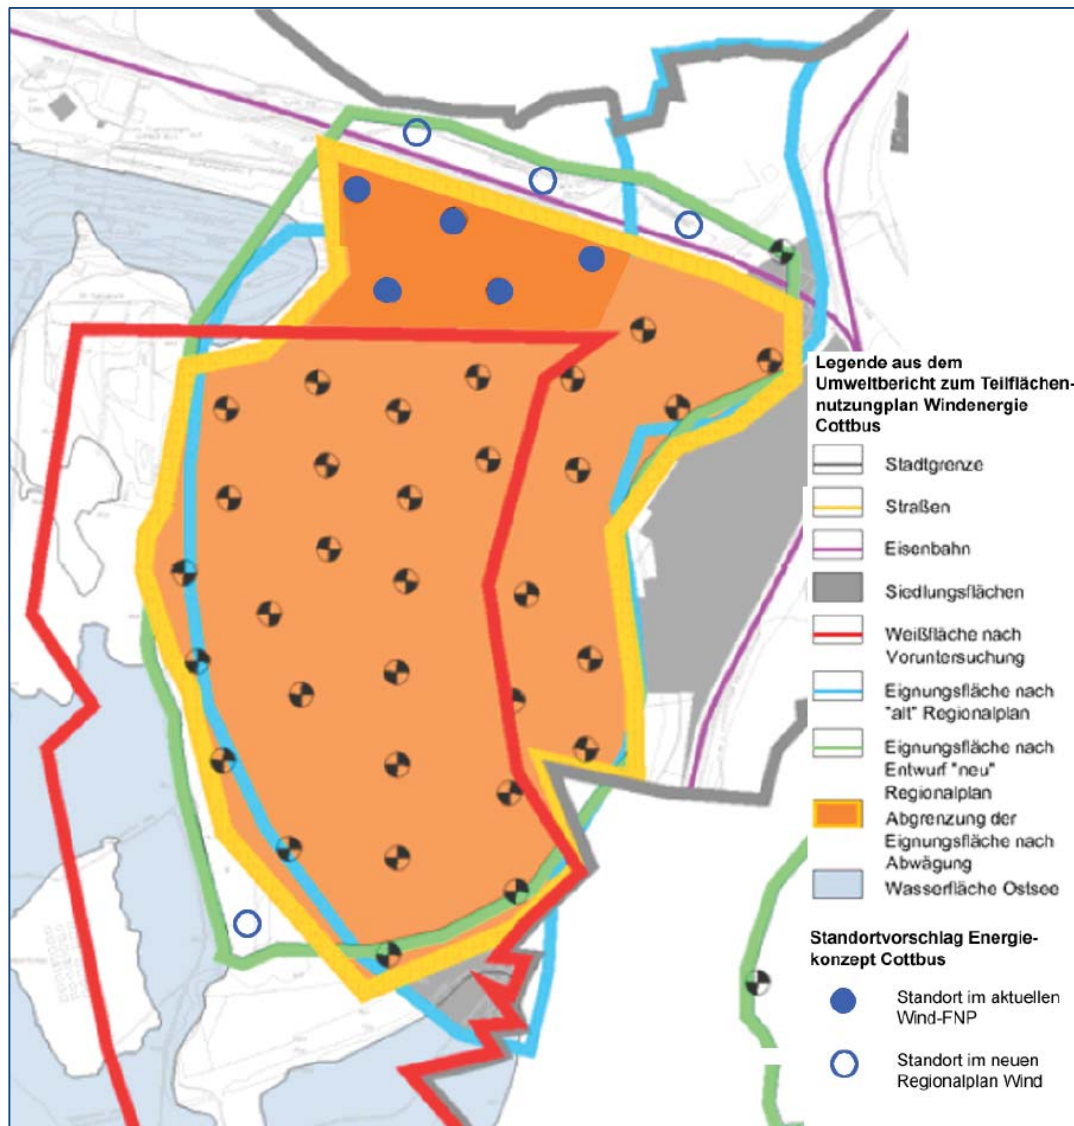 Legende aus dem
Umweltbericht zum Teilflächen-
nutzungplan Windenergie
Cottbus
Stadtgrenze
Straßen
Eisenbahn
Siedlungsflächen
Weißfläche nach
Voruntersuchung
Eignungsfläche nach
"alt" Regionalplan
Eignungsfläche nach
Entwurf "neu"
Regionalplan
Abgrenzung der
Eignungsfläche nach
Abwägung
Wasserfläche Ostsee
Standortvorschlag Energie-
konzept Cottbus
Standort im aktuellen
Wind-FNP
Standort im neuen
Regionalplan Wind